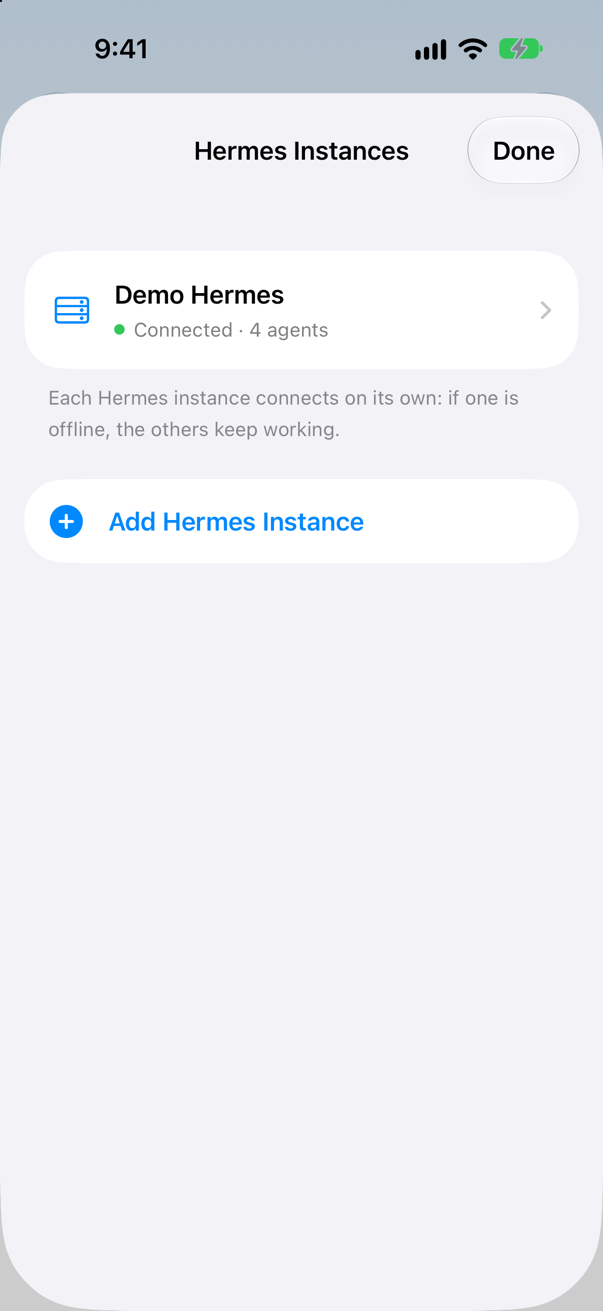 9:41
Hermes Instances
Done
Demo Hermes
Connected · 4 agents
Each Hermes instance connects on its own: if one is
offline, the others keep working.
Add Hermes Instance